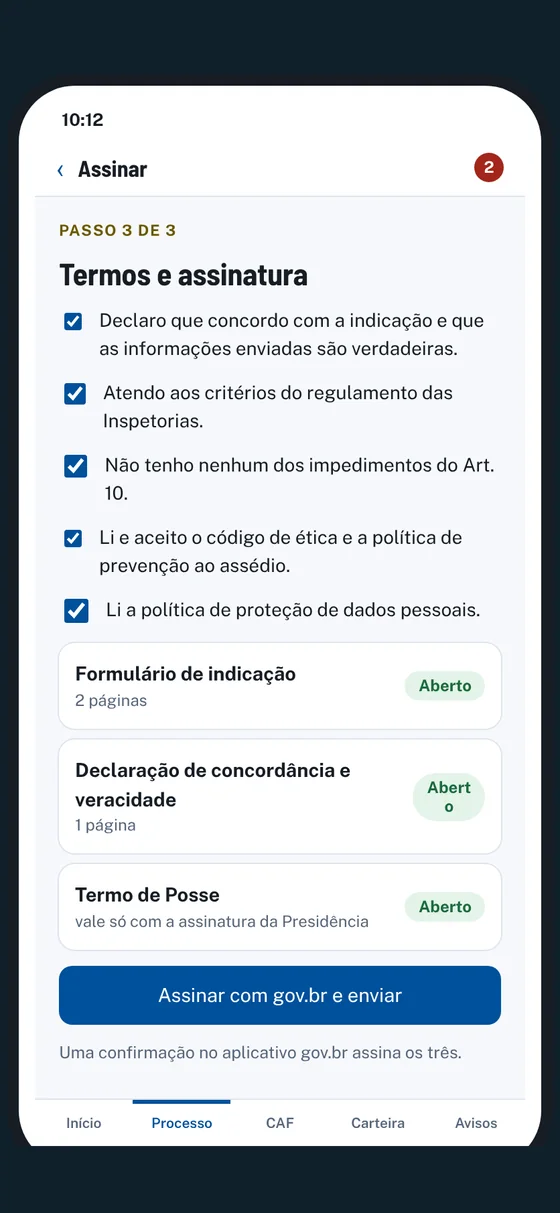 10:12
‹ Assinar
2
PASSO 3 DE 3
Termos e assinatura
Declaro que concordo com a indicação e que
as informações enviadas são verdadeiras.
Atendo aos critérios do regulamento das
Inspetorias.
Não tenho nenhum dos impedimentos do Art.
10.
Li e aceito o código de ética e a política de
prevenção ao assédio.
Li a política de proteção de dados pessoais.
Formulário de indicação
2 páginas
Aberto
Declaração de concordância e
veracidade
1 página
Abert
o
Termo de Posse
vale só com a assinatura da Presidência
Aberto
Assinar com gov.br e enviar
Uma confirmação no aplicativo gov.br assina os três.
Início
Processo
CAF
Carteira
Avisos